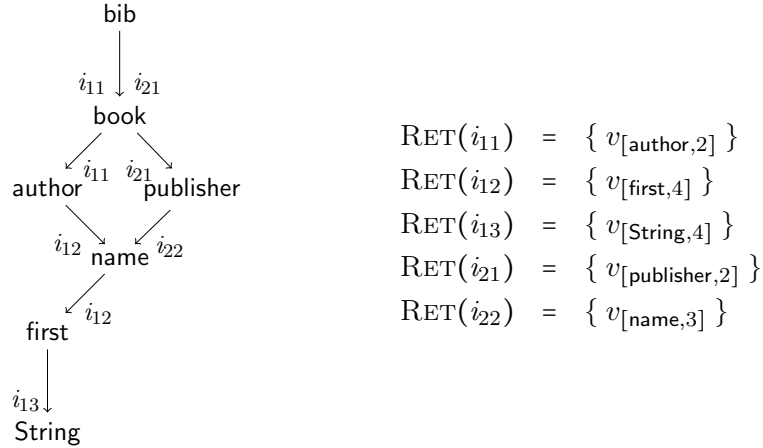 bib
i11 i21
book
i11 i21
author publisher
i12 name i22
i12
first
i13
String
RET(i11) = { v[author,2] }
RET(i12) = { v[first,4] }
RET(i13) = { v[String,4] }
RET(i21) = { v[publisher,2] }
RET(i22) = { v[name,3] }